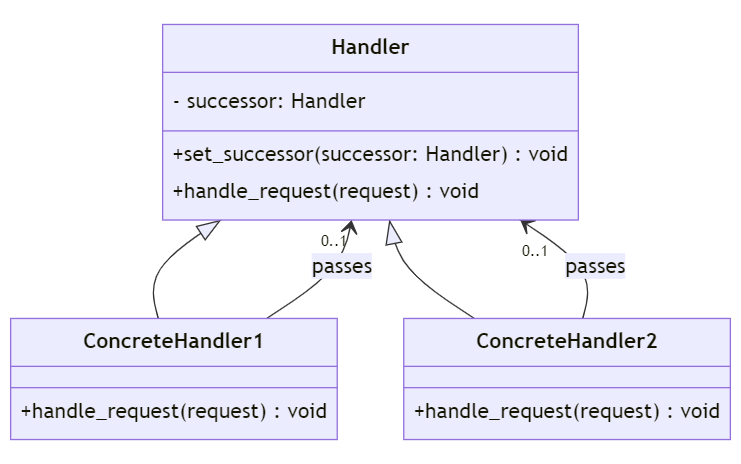 Handler
- successor: Handler
+set_successor(successor: Handler) : void
+handle_request(request) : void
0..1
passes
0..1
passes
ConcreteHandler1
+handle_request(request) : void
ConcreteHandler2
+handle_request(request) : void